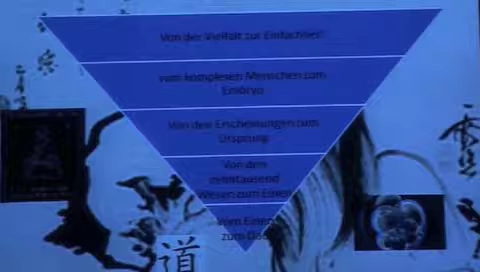 Von der Vielfalt zur Einfachheit
vom komplexen Menschen zum
Embryo
Von den Erscheinungen zum
Ursprung
Von den
zehntausend
Wesen zum Einen
Vom Einen
zum
道